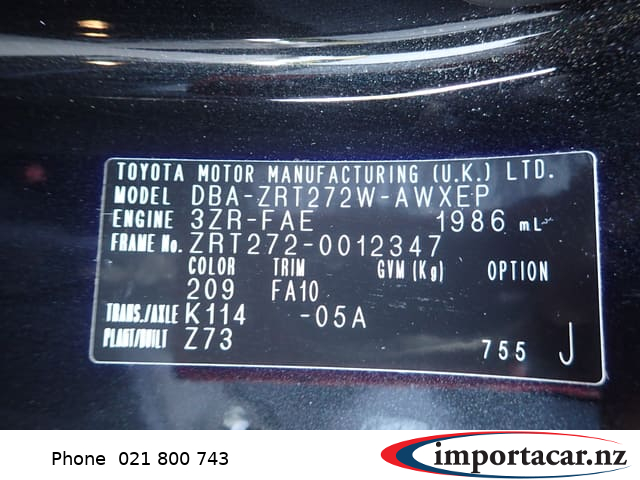 TOYOTA MOTOR MANUFACTURING (U.K.) LTD.
MODEL DBA-ZRT272W-AWXEP
ENGINE 3ZR-FAE 1986 mL
FRAME No. ZRT272-0012347
COLOR TRIM GVM (Kg) OPTION
209 FA10
TRANS./AXLE K114 -05A
PLANT/BUILT Z73
755 J
Phone 021 800 743
importacar.nz